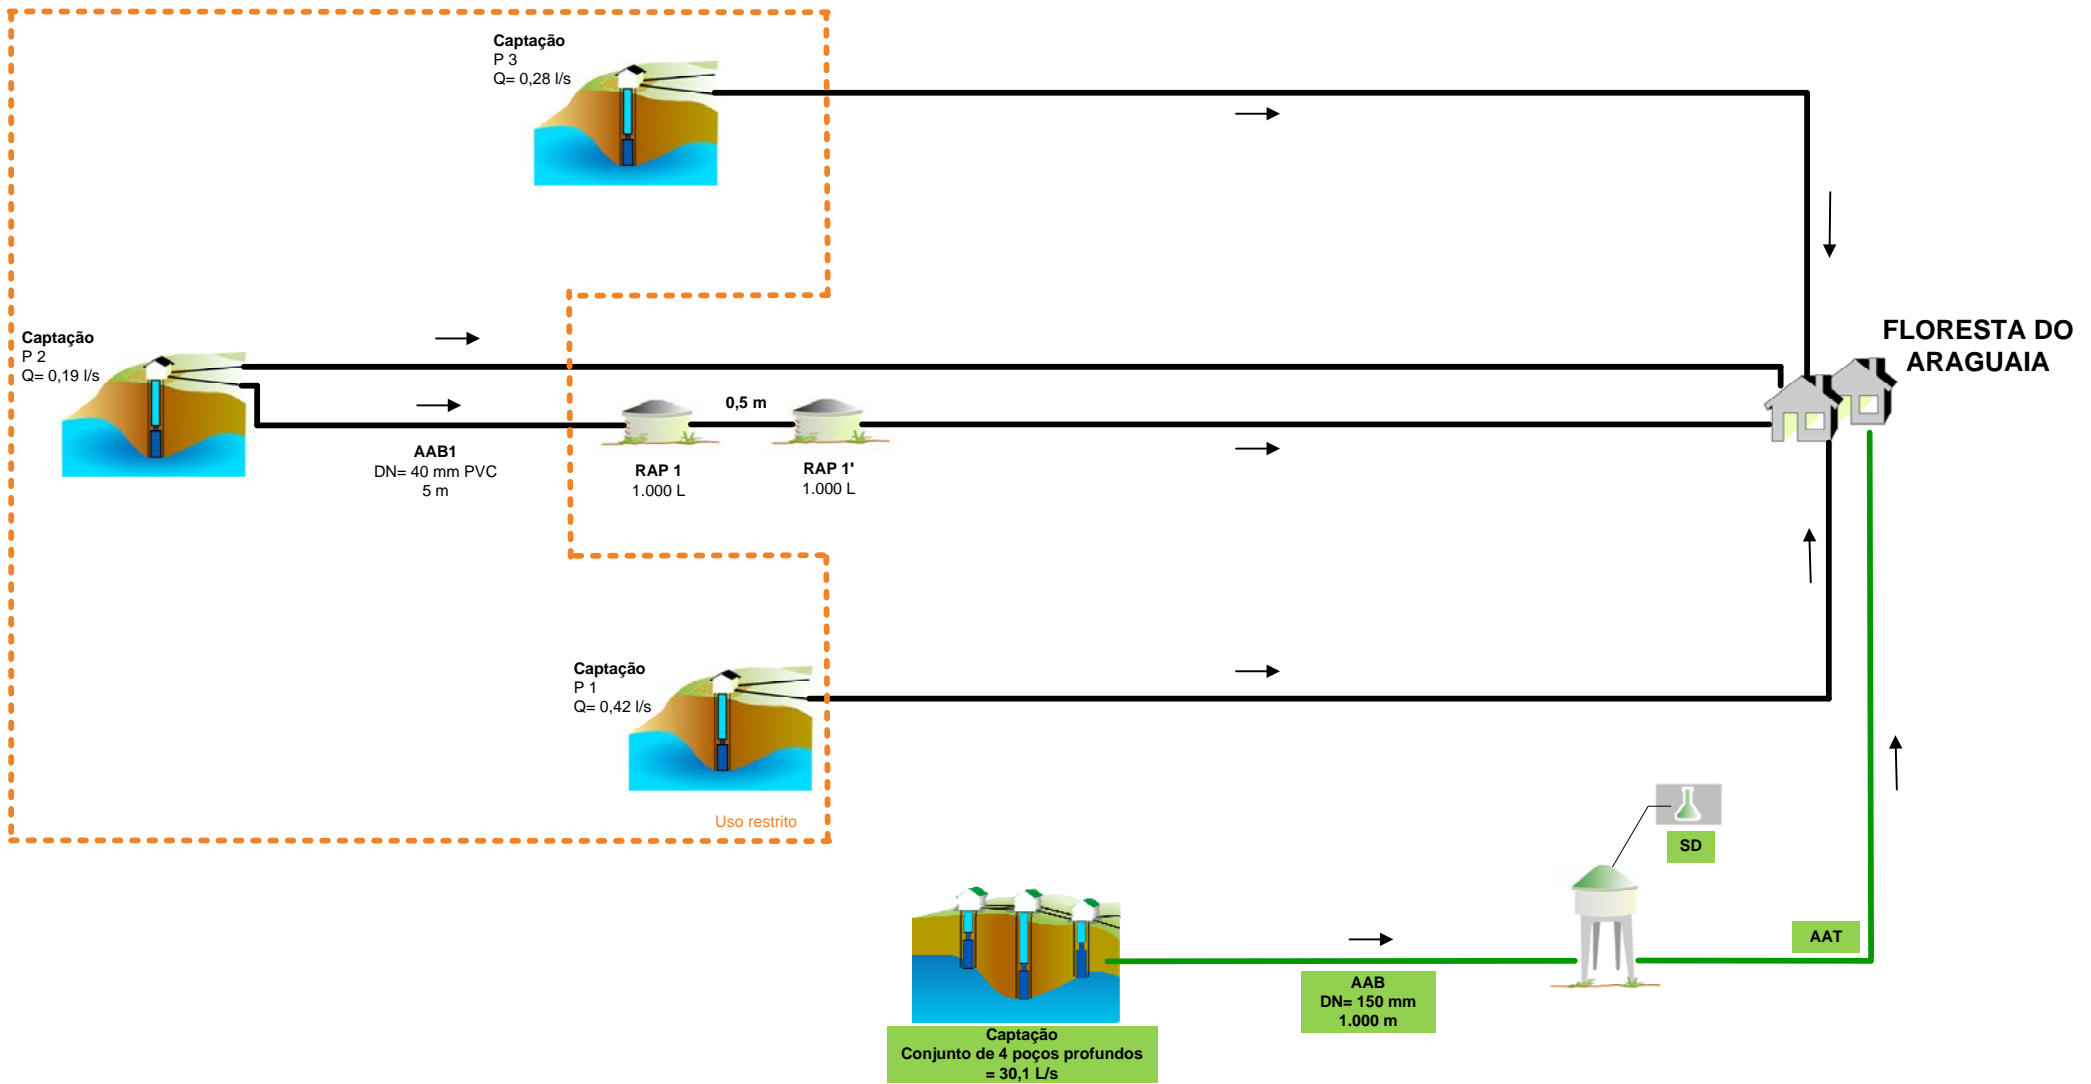 Captação
P 3
Q= 0,28 l/s
Captação
P 2
Q= 0,19 l/s
FLORESTA DO
ARAGUAIA
0,5 m
AAB1
DN= 40 mm PVC
5 m
RAP 1
1.000 L
RAP 1'
1.000 L
Captação
P 1
Q= 0,42 l/s
Uso restrito
SD
AAT
AAB
DN= 150 mm
1.000 m
Captação
Conjunto de 4 poços profundos
= 30,1 L/s